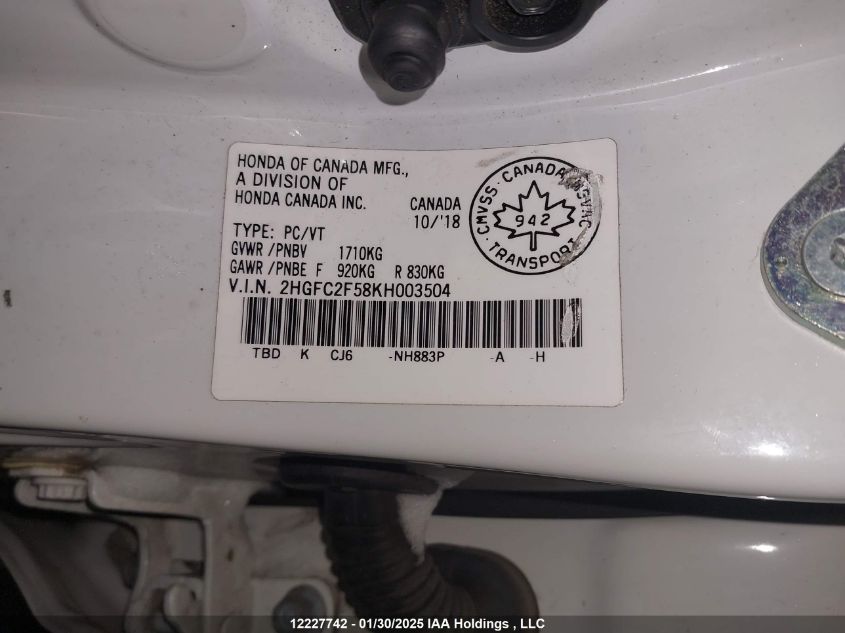 HONDA OF CANADA MFG.,
A DIVISION OF
HONDA CANADA INC. CANADA
10/'18
TYPE: PC/VT
GVWR/PNBV 1710KG
GAWR/PNBE F 920KG R 830KG
V.I.N. 2HGFC2F58KH003504
TBD K CJ6 -NH883P -A -H
CMVSS · CANADA · NSVAC
942
· TRANSPORT ·
12227742 - 01/30/2025 IAA Holdings , LLC